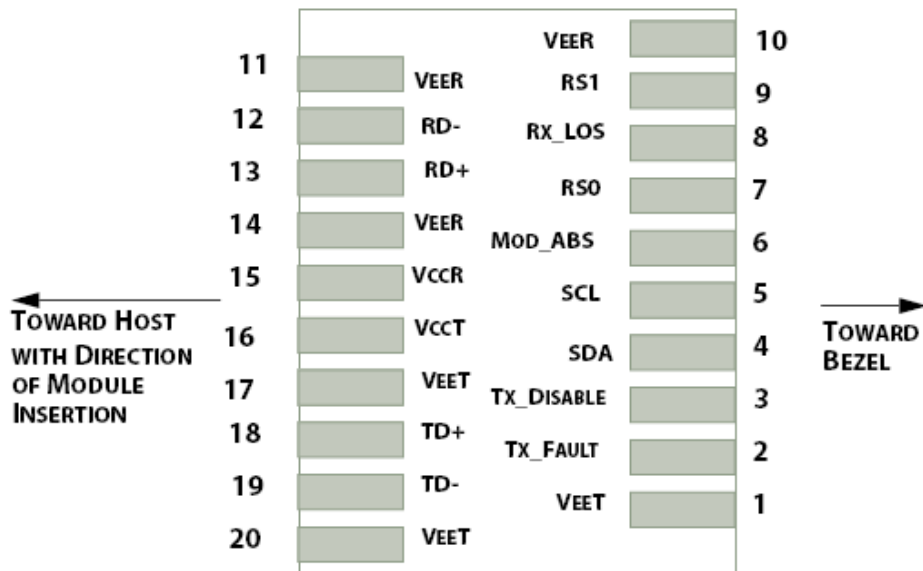 11 VEER
12 RD-
13 RD+
14 VEER
15 VCCR
16 VCCT
17 VEET
18 TD+
19 TD-
20 VEET
VEER 10
RS1 9
RX_LOS 8
RS0 7
MOD_ABS 6
SCL 5
SDA 4
TX_DISABLE 3
TX_FAULT 2
VEET 1
TOWARD HOST
WITH DIRECTION
OF MODULE
INSERTION
TOWARD
BEZEL